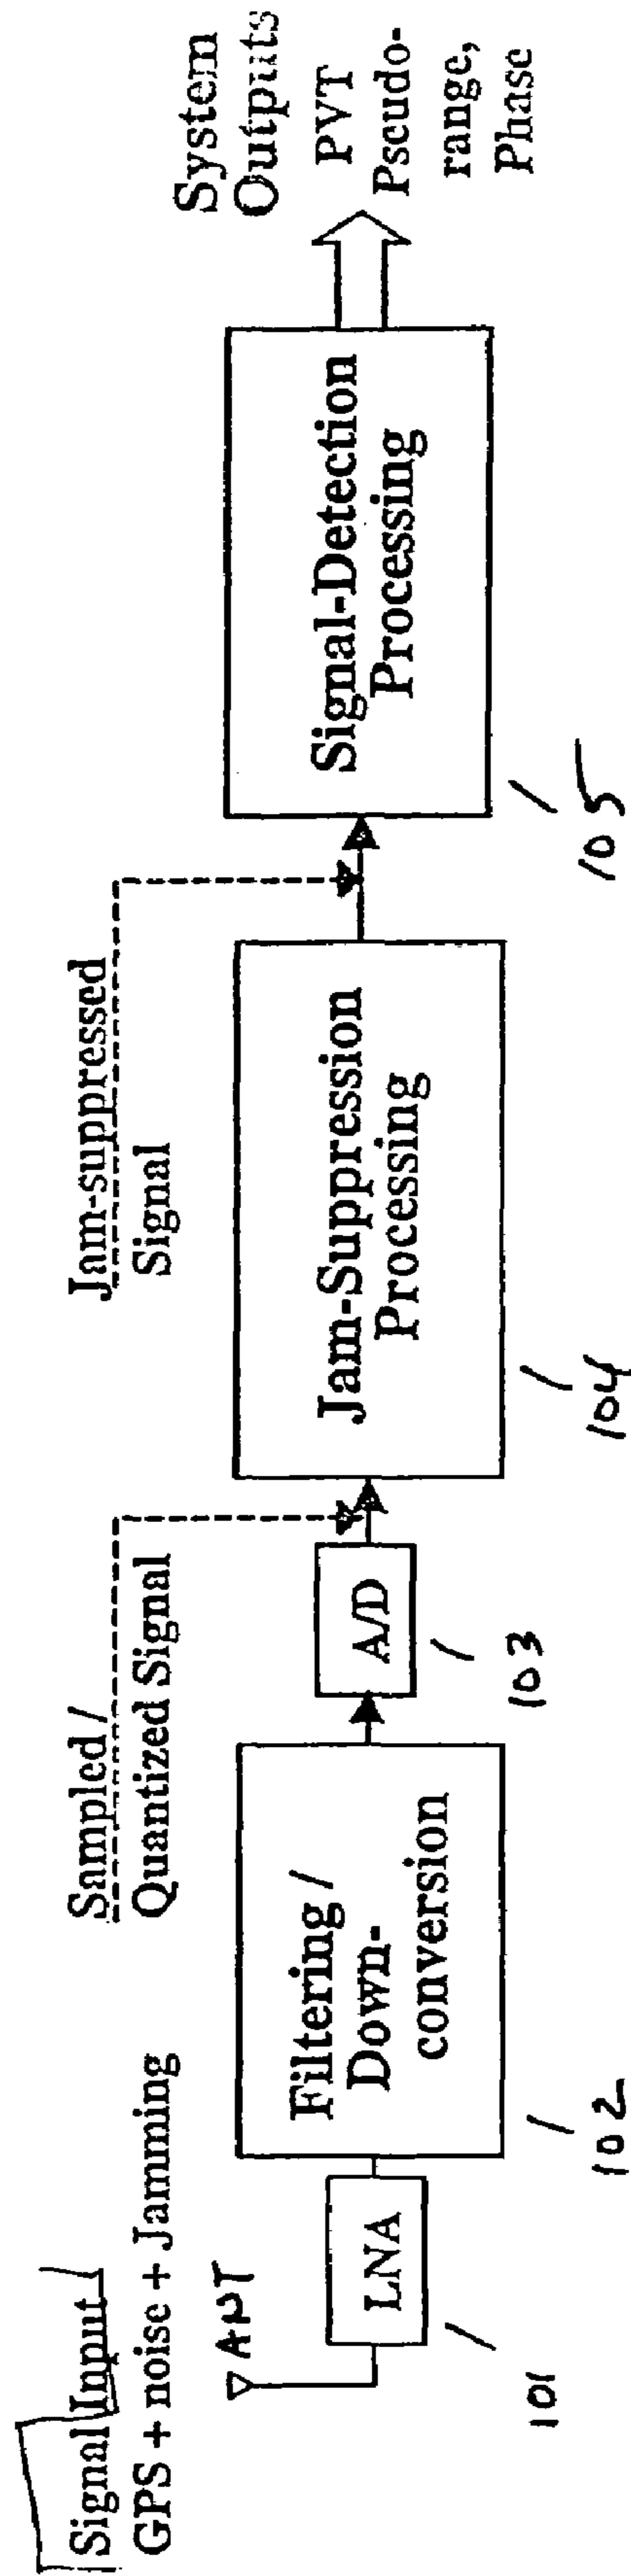 Signal Input
GPS + noise + Jamming
ANT
LNA
101
Filtering /
Down-
conversion
102
Sampled /
Quantized Signal
A/D
103
Jam-Suppression
Processing
104
Jam-suppressed
Signal
Signal-Detection
Processing
105
System
Outputs
PVT
Pseudo-
range,
Phase